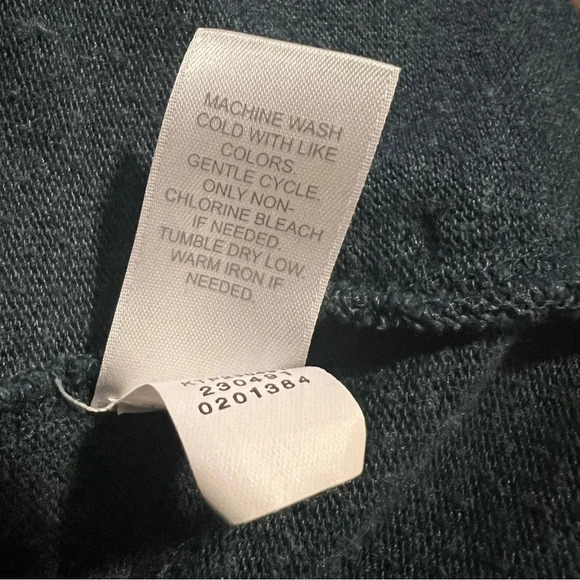 MACHINE WASH
COLD WITH LIKE
COLORS.
GENTLE CYCLE.
ONLY NON-
CHLORINE BLEACH
IF NEEDED.
TUMBLE DRY LOW.
WARM IRON IF
NEEDED.
230491
0201384